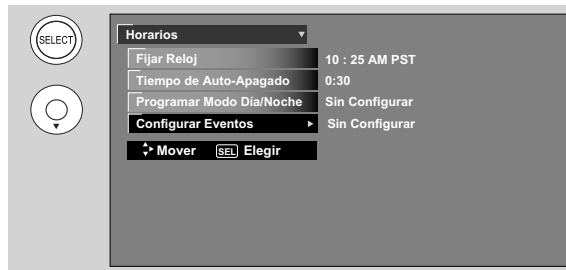 SELECT
Horarios
Fijar Reloj 10 : 25 AM PST
Tiempo de Auto-Apagado 0:30
Programar Modo Día/Noche Sin Configurar
Configurar Eventos Sin Configurar
Mover SEL Elegir